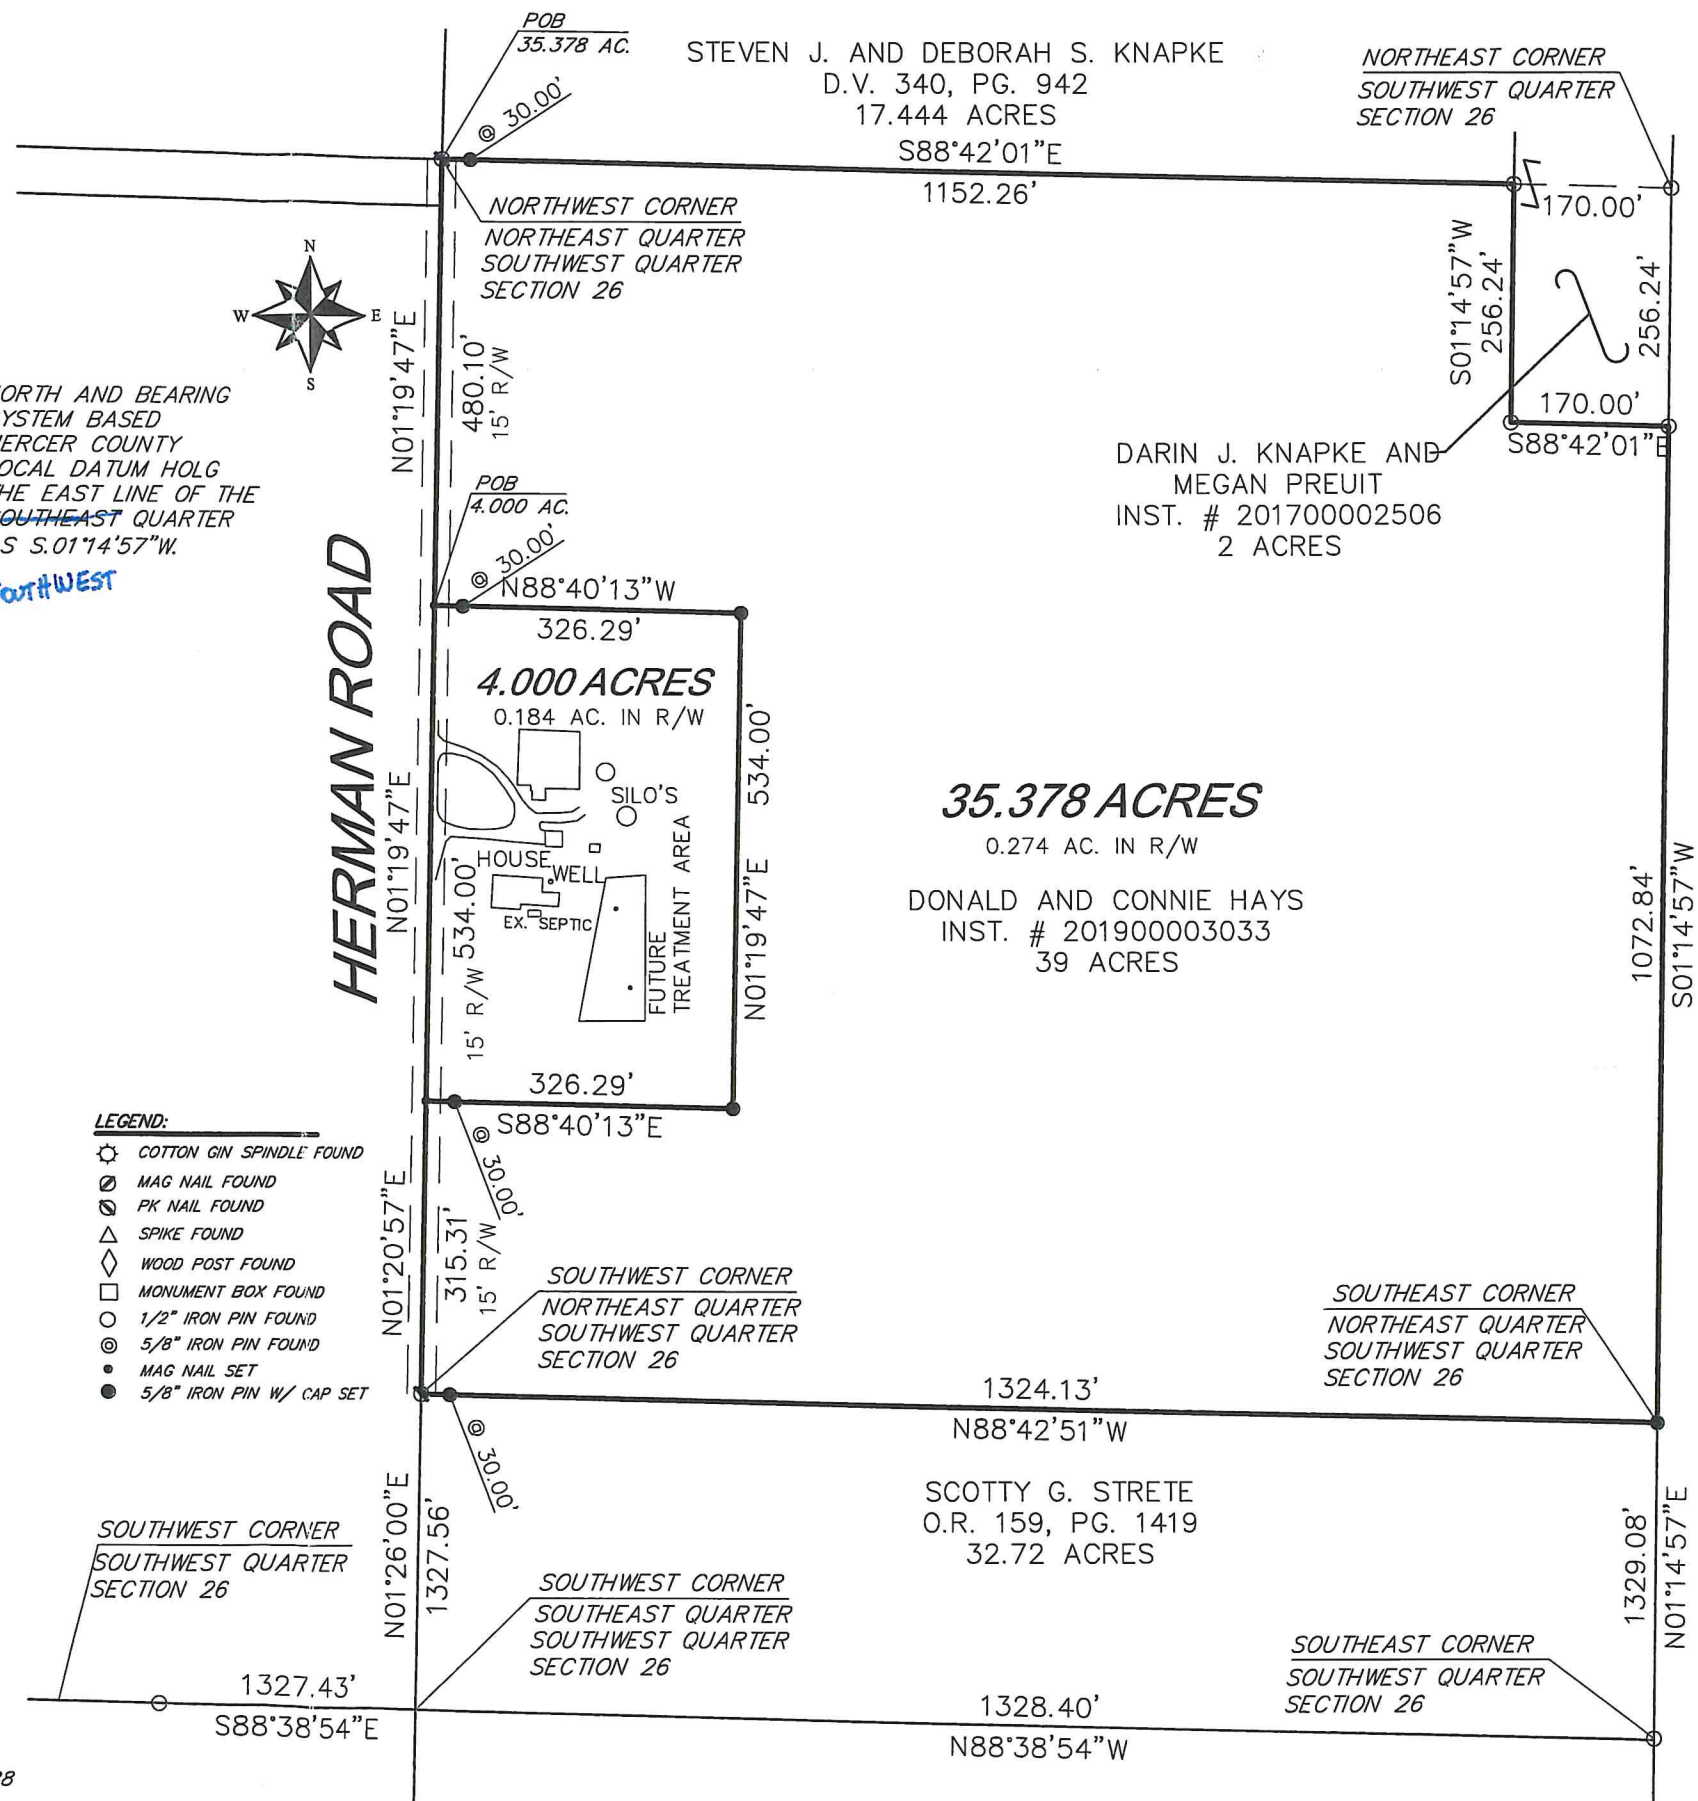 POB
35.378 AC.
@ 30.00'
STEVEN J. AND DEBORAH S. KNAPKE
D.V. 340, PG. 942
17.444 ACRES
S88°42'01"E
1152.26'
NORTHEAST CORNER
SOUTHWEST QUARTER
SECTION 26
170.00'
S01°14'57"W
256.24'
256.24'
170.00'
S88°42'01"E
NORTHWEST CORNER
NORTHEAST QUARTER
SOUTHWEST QUARTER
SECTION 26
N
W E
S
ORTH AND BEARING
YSTEM BASED
ERCER COUNTY
OCAL DATUM HOLG
HE EAST LINE OF THE
OUTHEAST QUARTER
S S.01°14'57"W.
OUTHWEST
N01°19'47"E
480.10'
15' R/W
DARIN J. KNAPKE AND
MEGAN PREUIT
INST. # 201700002506
2 ACRES
POB
4.000 AC.
@ 30.00'
N88°40'13"W
326.29'
HERMAN ROAD
4.000 ACRES
0.184 AC. IN R/W
N01°19'47"E
534.00'
15' R/W
SILO'S
HOUSE
WELL
EX. SEPTIC
FUTURE
TREATMENT AREA
534.00'
N01°19'47"E
35.378 ACRES
0.274 AC. IN R/W
DONALD AND CONNIE HAYS
INST. # 201900003033
39 ACRES
1072.84'
S01°14'57"W
326.29'
S88°40'13"E
@ 30.00'
LEGEND:
COTTON GIN SPINDLE FOUND
MAG NAIL FOUND
PK NAIL FOUND
SPIKE FOUND
WOOD POST FOUND
MONUMENT BOX FOUND
1/2" IRON PIN FOUND
5/8" IRON PIN FOUND
MAG NAIL SET
5/8" IRON PIN W/ CAP SET
N01°20'57"E
315.31'
15' R/W
SOUTHWEST CORNER
NORTHEAST QUARTER
SOUTHWEST QUARTER
SECTION 26
SOUTHEAST CORNER
NORTHEAST QUARTER
SOUTHWEST QUARTER
SECTION 26
1324.13'
N88°42'51"W
@ 30.00'
SCOTTY G. STRETE
O.R. 159, PG. 1419
32.72 ACRES
N01°26'00"E
1327.56'
1329.08'
N01°14'57"E
SOUTHWEST CORNER
SOUTHWEST QUARTER
SECTION 26
SOUTHWEST CORNER
SOUTHEAST QUARTER
SOUTHWEST QUARTER
SECTION 26
SOUTHEAST CORNER
SOUTHWEST QUARTER
SECTION 26
1327.43'
S88°38'54"E
1328.40'
N88°38'54"W